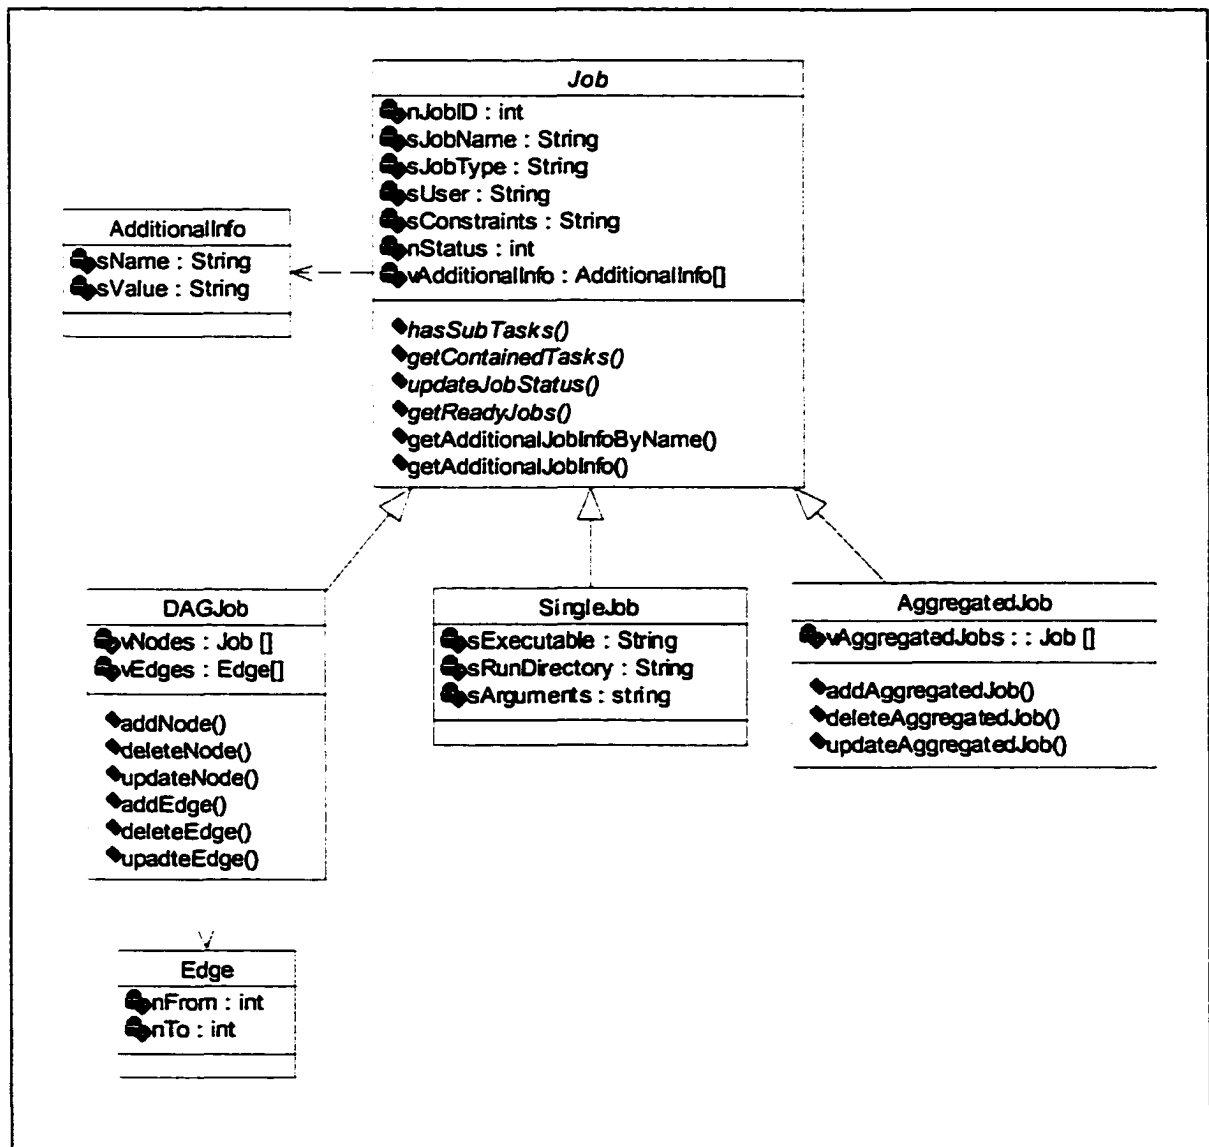 Job
nJobID : int
sJobName : String
sJobType : String
sUser : String
sConstraints : String
nStatus : int
vAdditionalInfo : AdditionalInfo[]
hasSubTasks()
getContainedTasks()
updateJobStatus()
getReadyJobs()
getAdditionalJobInfoByName()
getAdditionalJobInfo()
AdditionalInfo
sName : String
sValue : String
DAGJob
vNodes : Job []
vEdges : Edge[]
addNode()
deleteNode()
updateNode()
addEdge()
deleteEdge()
upadteEdge()
SingleJob
sExecutable : String
sRunDirectory : String
sArguments : string
AggregatedJob
vAggregatedJobs : : Job []
addAggregatedJob()
deleteAggregatedJob()
updateAggregatedJob()
Edge
nFrom : int
nTo : int